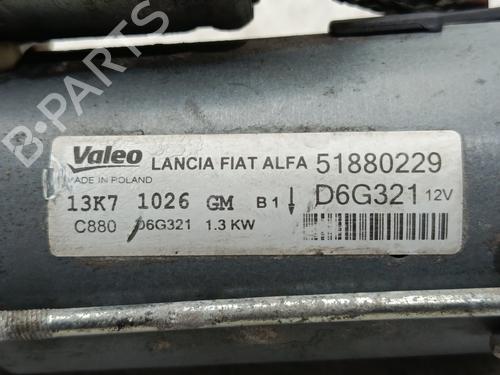 Valeo LANCIA FIAT ALFA 51880229
MADE IN POLAND
13K7 1026 GM B1 ↓ D6G321 12V
C880 D6G321 1.3 KW
B-PARTS